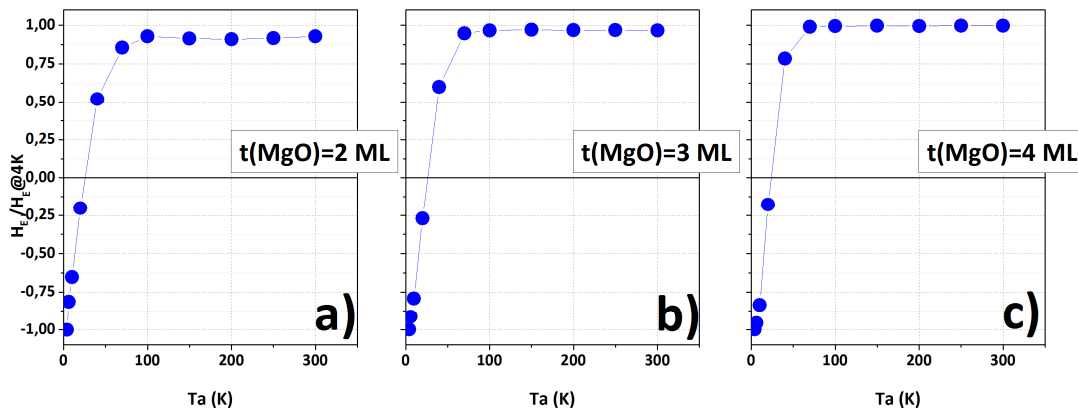 H_E/H_E@4K
1,00
0,75
0,50
0,25
0,00
-0,25
-0,50
-0,75
-1,00
t(MgO)=2 ML
a)
0 100 200 300
Ta (K)
t(MgO)=3 ML
b)
0 100 200 300
Ta (K)
t(MgO)=4 ML
c)
0 100 200 300
Ta (K)